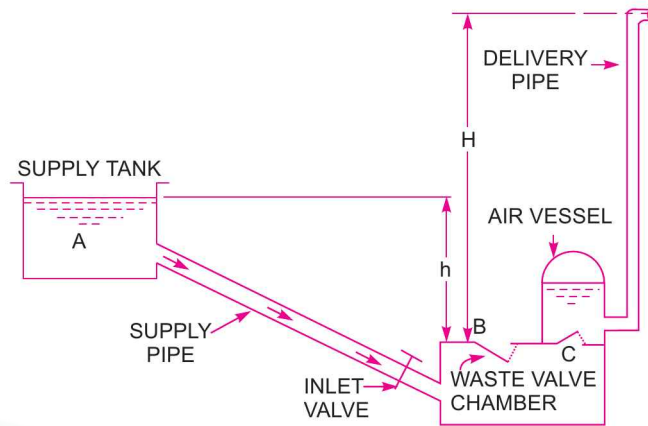 DELIVERY
PIPE
H
SUPPLY TANK
AIR VESSEL
A
h
B
SUPPLY
PIPE
C
INLET
VALVE
WASTE VALVE
CHAMBER